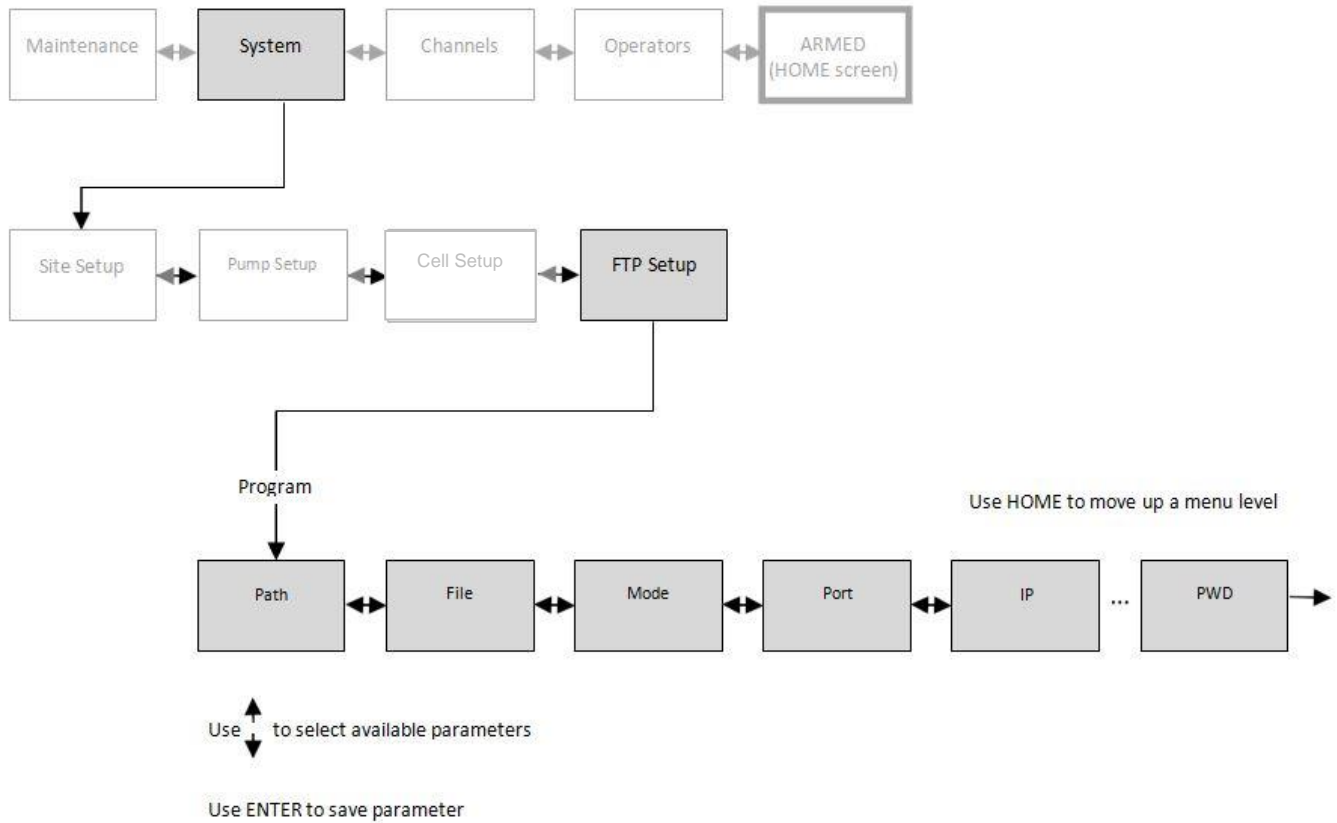 Maintenance
System
Channels
Operators
ARMED
(HOME screen)
Site Setup
Pump Setup
Cell Setup
FTP Setup
Program
Use HOME to move up a menu level
Path
File
Mode
Port
IP
...
PWD
Use to select available parameters
Use ENTER to save parameter